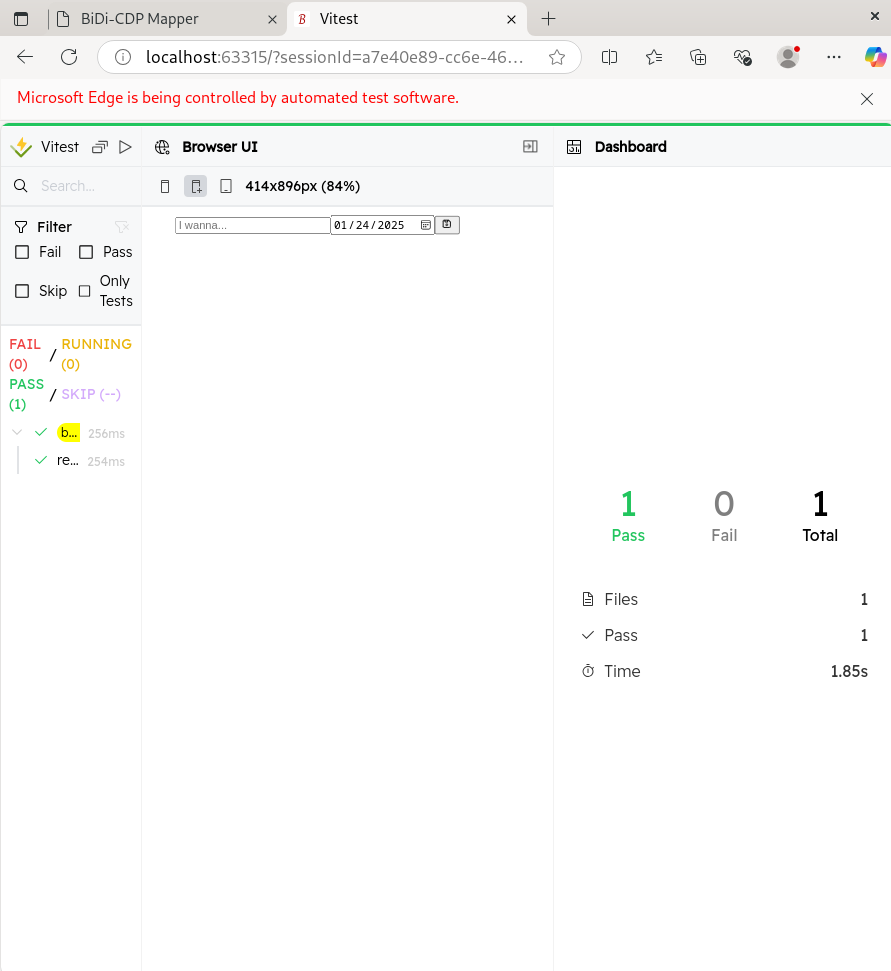 BiDi-CDP Mapper
Vitest
localhost:63315/?sessionId=a7e40e89-cc6e-46...
Microsoft Edge is being controlled by automated test software.
Vitest
Browser UI
Dashboard
Search...
414x896px (84%)
Filter
I wanna...
01/24/2025
Fail
Pass
Skip
Only
Tests
FAIL
(0)
/
RUNNING
(0)
PASS
(1)
/
SKIP (--)
b...
256ms
re...
254ms
1
Pass
0
Fail
1
Total
Files
1
Pass
1
Time
1.85s